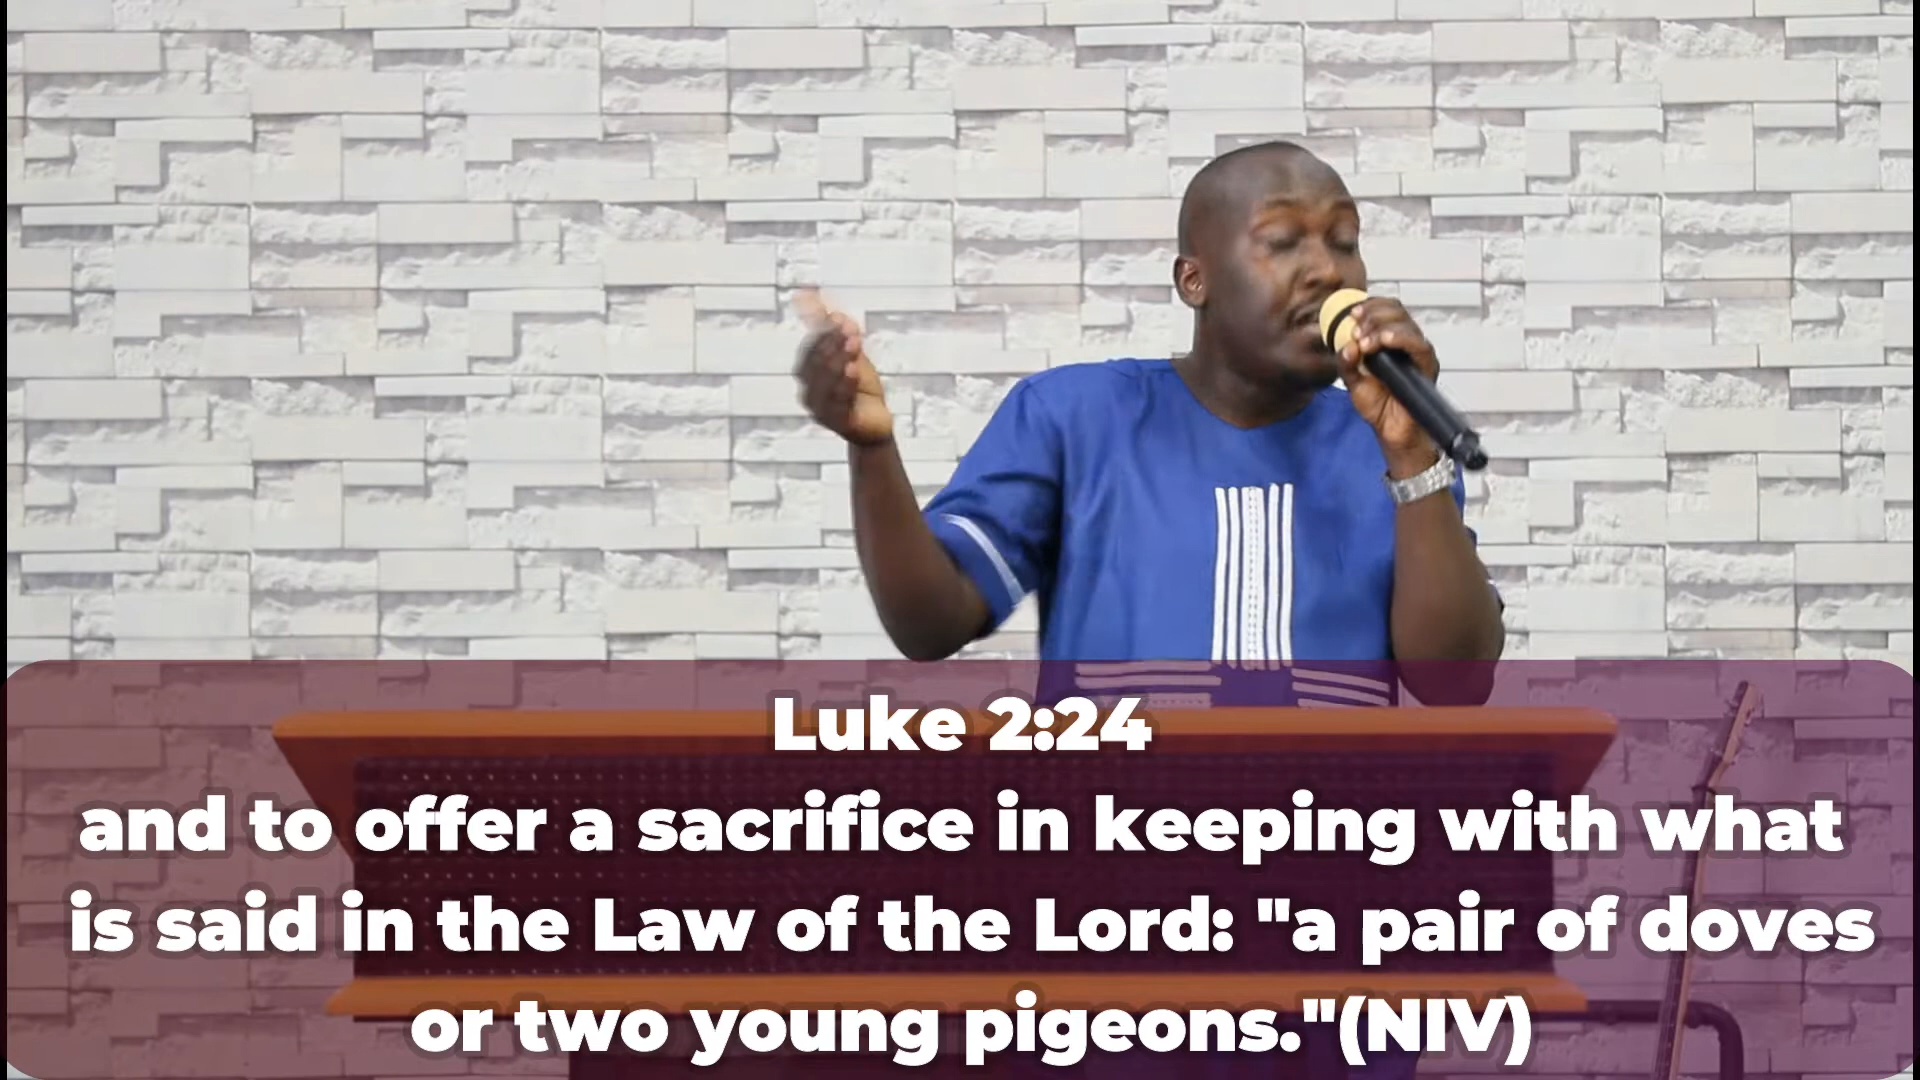 Luke 2:24
and to offer a sacrifice in keeping with what
is said in the Law of the Lord: "a pair of doves
or two young pigeons."(NIV)